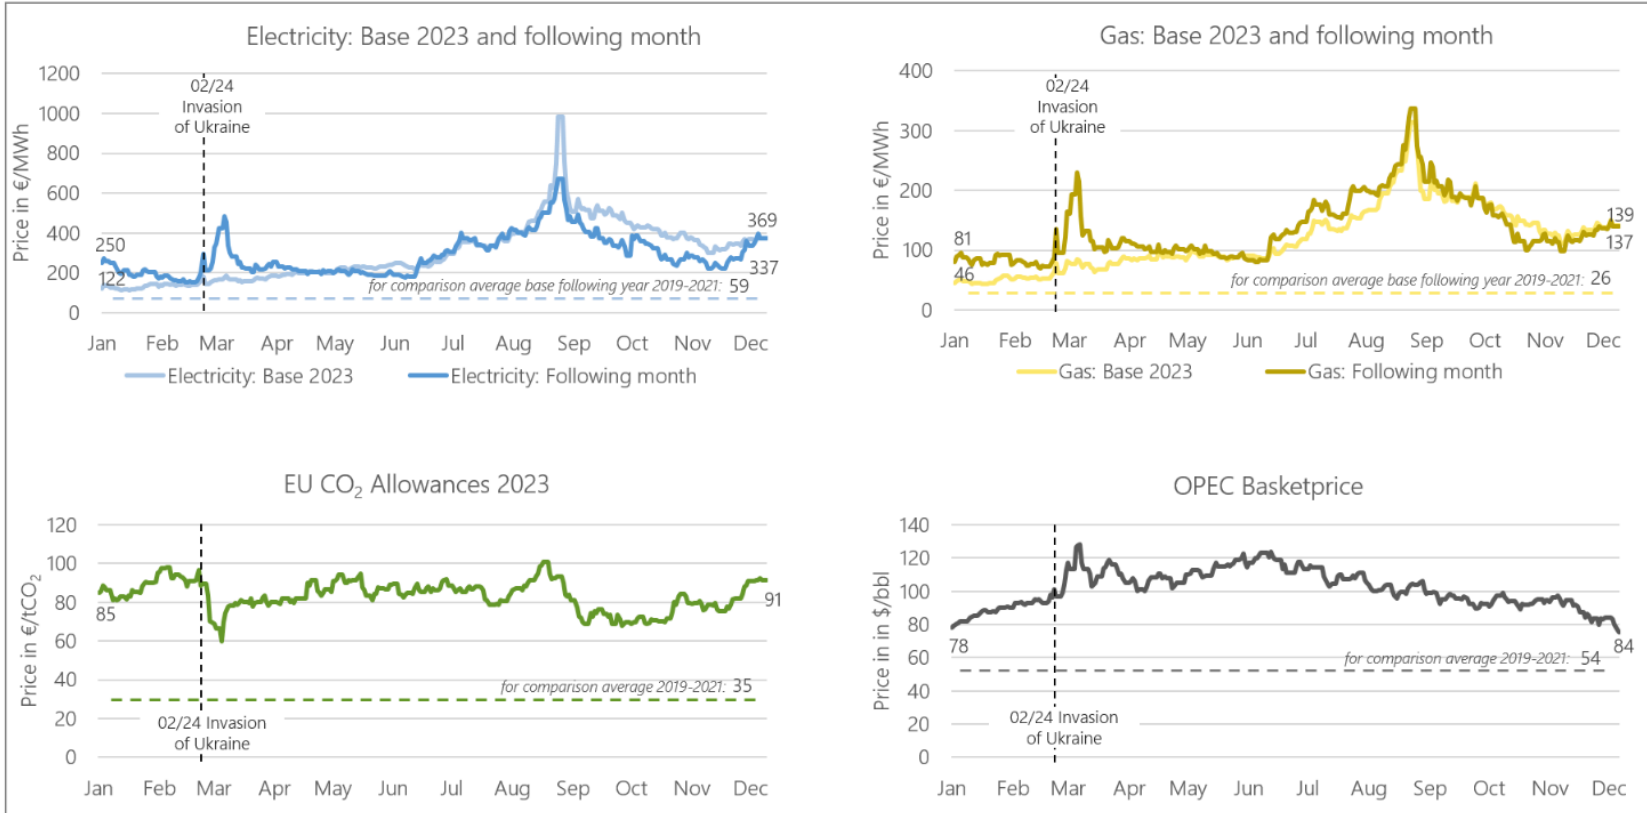 Electricity: Base 2023 and following month
Price in €/MWh
1200
1000
800
600
400
200
0
02/24
Invasion
of Ukraine
250
122
369
337
for comparison average base following year 2019-2021: 59
Jan Feb Mar Apr May Jun Jul Aug Sep Oct Nov Dec
Electricity: Base 2023 Electricity: Following month
Gas: Base 2023 and following month
Price in €/MWh
400
300
200
100
0
02/24
Invasion
of Ukraine
81
46
139
137
for comparison average base following year 2019-2021: 26
Jan Feb Mar Apr May Jun Jul Aug Sep Oct Nov Dec
Gas: Base 2023 Gas: Following month
EU CO₂ Allowances 2023
Price in €/tCO₂
120
100
80
60
40
20
0
85
91
for comparison average 2019-2021: 35
02/24 Invasion
of Ukraine
Jan Feb Mar Apr May Jun Jul Aug Sep Oct Nov Dec
OPEC Basketprice
Price in in $/bbl
140
120
100
80
60
40
20
0
78
84
for comparison average 2019-2021: 54
02/24 Invasion
of Ukraine
Jan Feb Mar Apr May Jun Jul Aug Sep Oct Nov Dec